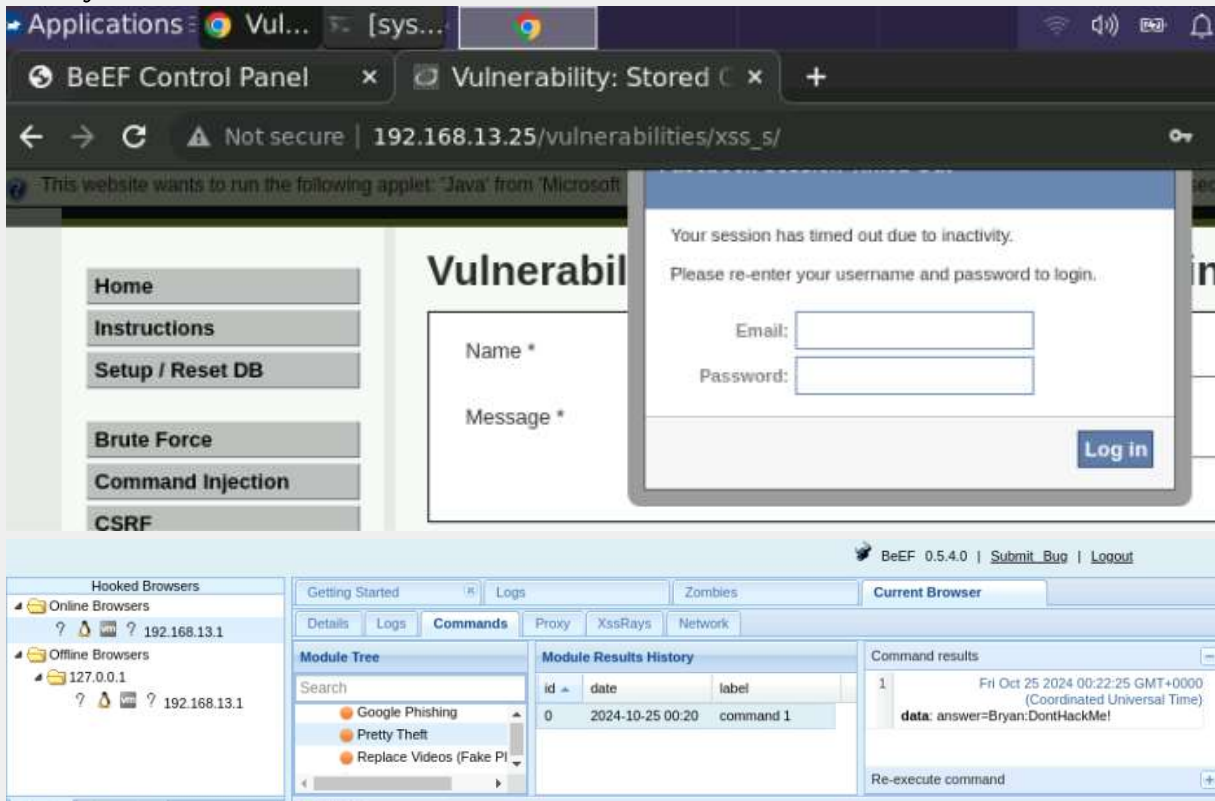 Applications
Vul...
[sys...
BeEF Control Panel
Vulnerability: Stored C
Not secure | 192.168.13.25/vulnerabilities/xss_s/
This website wants to run the following applet: 'Java' from 'Microsoft
Your session has timed out due to inactivity.
Please re-enter your username and password to login.
Email:
Password:
Log in
Home
Instructions
Setup / Reset DB
Brute Force
Command Injection
CSRF
Vulnerabil
Name *
Message *
BeEF 0.5.4.0 | Submit Bug | Logout
Hooked Browsers
Online Browsers
? ? 192.168.13.1
Offline Browsers
127.0.0.1
? ? 192.168.13.1
Getting Started
Logs
Zombies
Current Browser
Details
Logs
Commands
Proxy
XssRays
Network
Module Tree
Search
Google Phishing
Pretty Theft
Replace Videos (Fake Pl
Module Results History
id date label
0 2024-10-25 00:20 command 1
Command results
1 Fri Oct 25 2024 00:22:25 GMT+0000
(Coordinated Universal Time)
data: answer=Bryan:DontHackMe!
Re-execute command